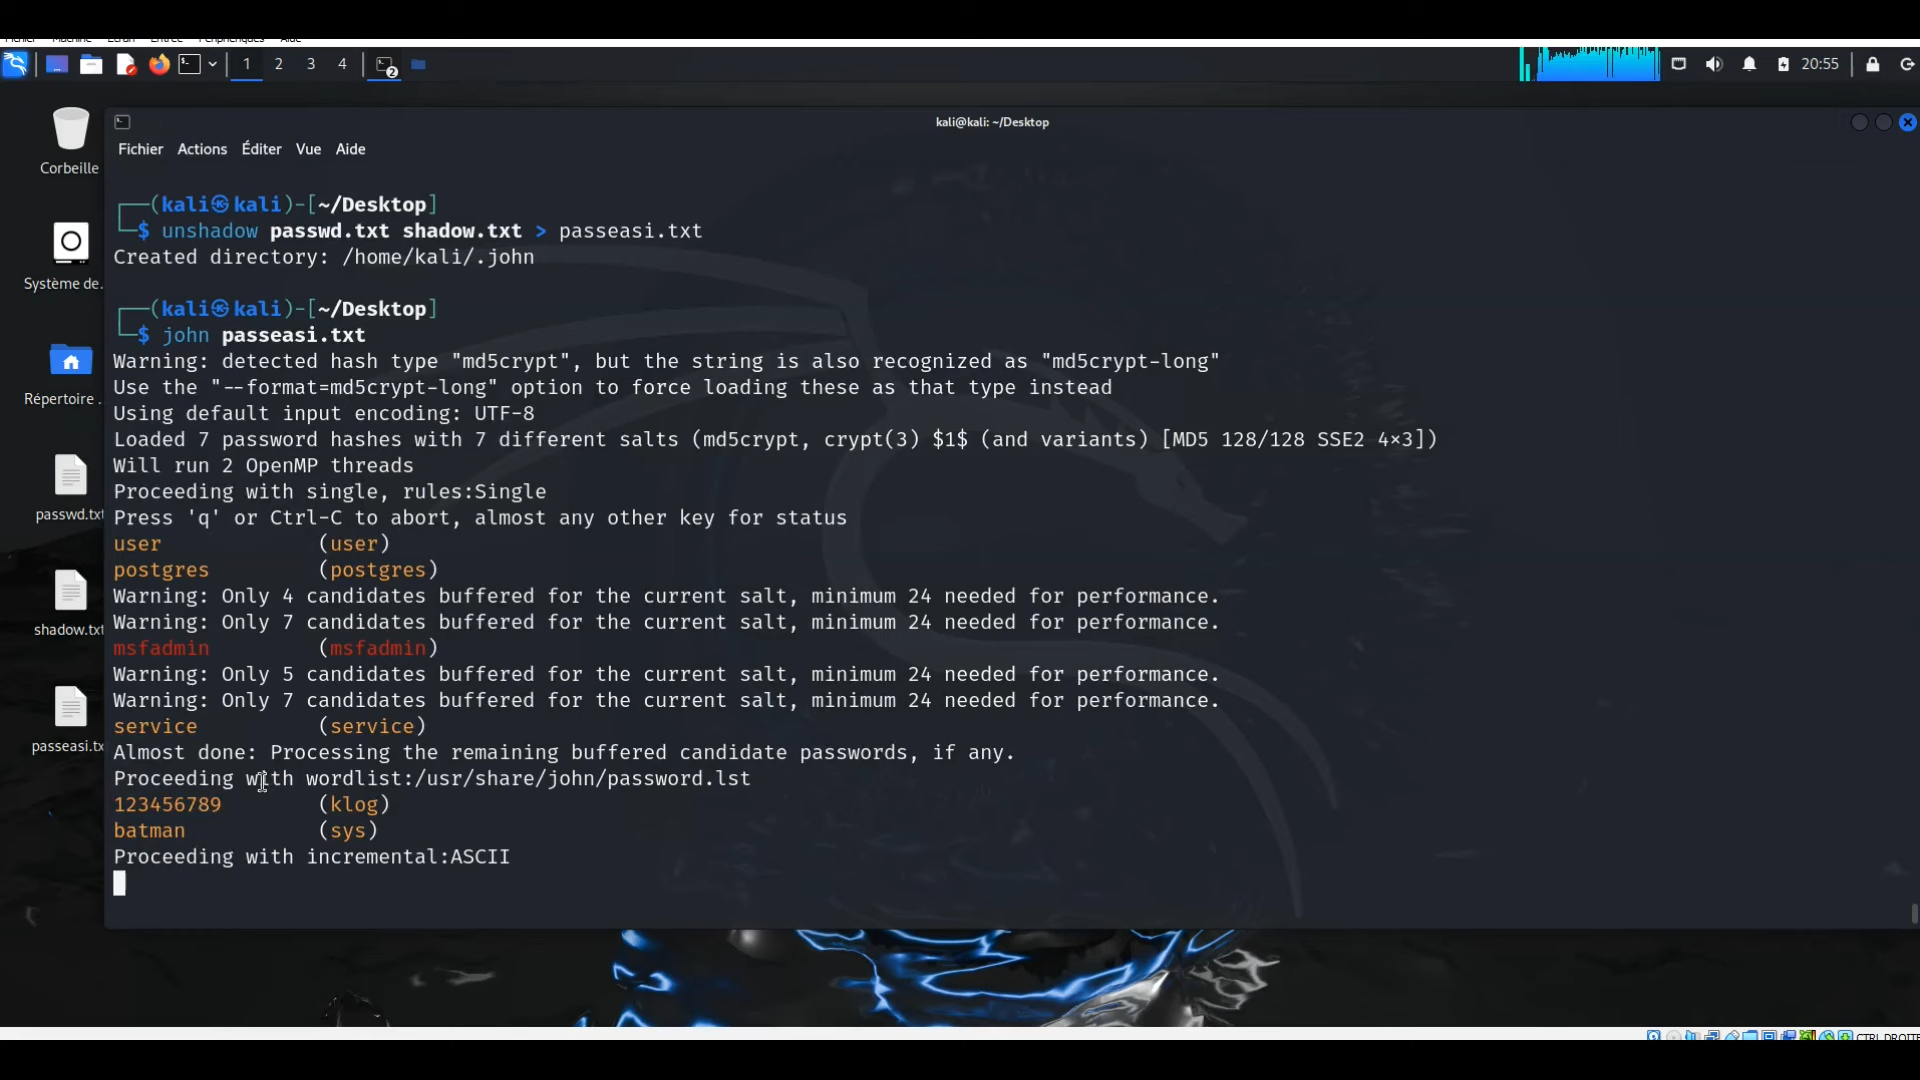 1 2 3 4 2 20:55
kali@kali: ~/Desktop
Fichier Actions Éditer Vue Aide
Corbeille
Système de..
Répertoire ..
passwd.txt
shadow.txt
passeasi.tx
(kali㉿kali)-[~/Desktop]
$ unshadow passwd.txt shadow.txt > passeasi.txt
Created directory: /home/kali/.john
(kali㉿kali)-[~/Desktop]
$ john passeasi.txt
Warning: detected hash type "md5crypt", but the string is also recognized as "md5crypt-long"
Use the "--format=md5crypt-long" option to force loading these as that type instead
Using default input encoding: UTF-8
Loaded 7 password hashes with 7 different salts (md5crypt, crypt(3) $1$ (and variants) [MD5 128/128 SSE2 4×3])
Will run 2 OpenMP threads
Proceeding with single, rules:Single
Press 'q' or Ctrl-C to abort, almost any other key for status
user (user)
postgres (postgres)
Warning: Only 4 candidates buffered for the current salt, minimum 24 needed for performance.
Warning: Only 7 candidates buffered for the current salt, minimum 24 needed for performance.
msfadmin (msfadmin)
Warning: Only 5 candidates buffered for the current salt, minimum 24 needed for performance.
Warning: Only 7 candidates buffered for the current salt, minimum 24 needed for performance.
service (service)
Almost done: Processing the remaining buffered candidate passwords, if any.
Proceeding with wordlist:/usr/share/john/password.lst
123456789 (klog)
batman (sys)
Proceeding with incremental:ASCII
CTRL DROITE